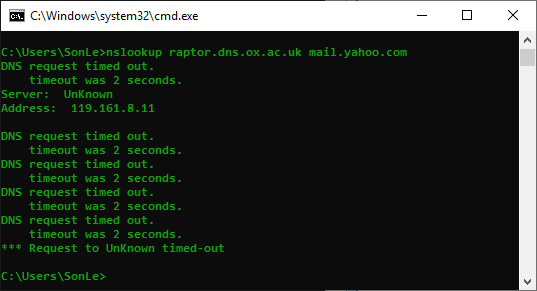 C:\Windows\system32\cmd.exe
C:\Users\SonLe>nslookup raptor.dns.ox.ac.uk mail.yahoo.com
DNS request timed out.
    timeout was 2 seconds.
Server:  UnKnown
Address:  119.161.8.11
DNS request timed out.
    timeout was 2 seconds.
DNS request timed out.
    timeout was 2 seconds.
DNS request timed out.
    timeout was 2 seconds.
DNS request timed out.
    timeout was 2 seconds.
*** Request to UnKnown timed-out
C:\Users\SonLe>